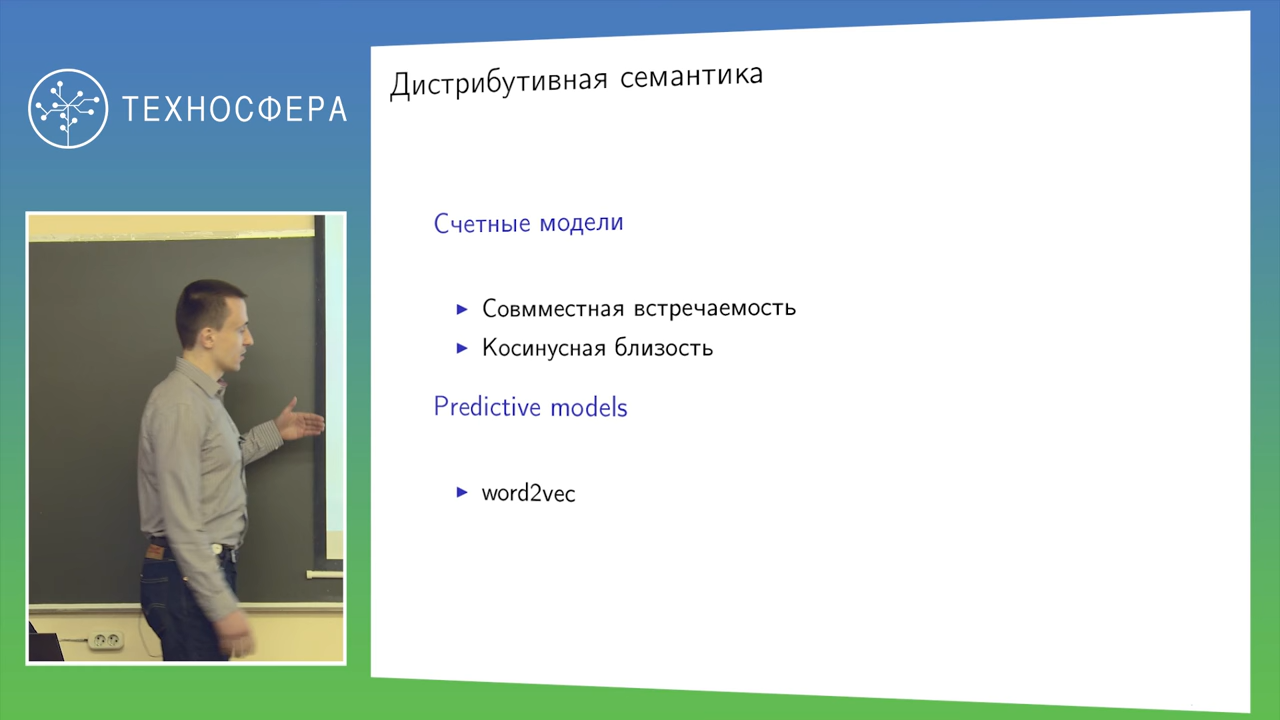 ТЕХНОСФЕРА
Дистрибутивная семантика
Счетные модели
Совмместная встречаемость
Косинусная близость
Predictive models
word2vec